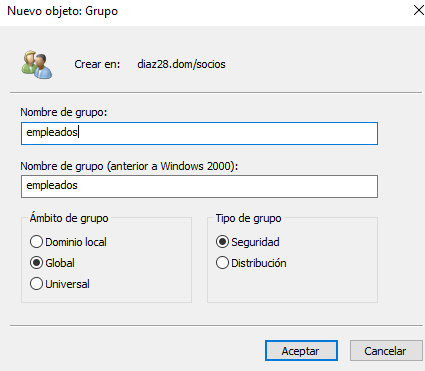 Nuevo objeto: Grupo
Crear en: diaz28.dom/socios
Nombre de grupo:
empleados
Nombre de grupo (anterior a Windows 2000):
empleados
Ámbito de grupo
Dominio local
Global
Universal
Tipo de grupo
Seguridad
Distribución
Aceptar
Cancelar